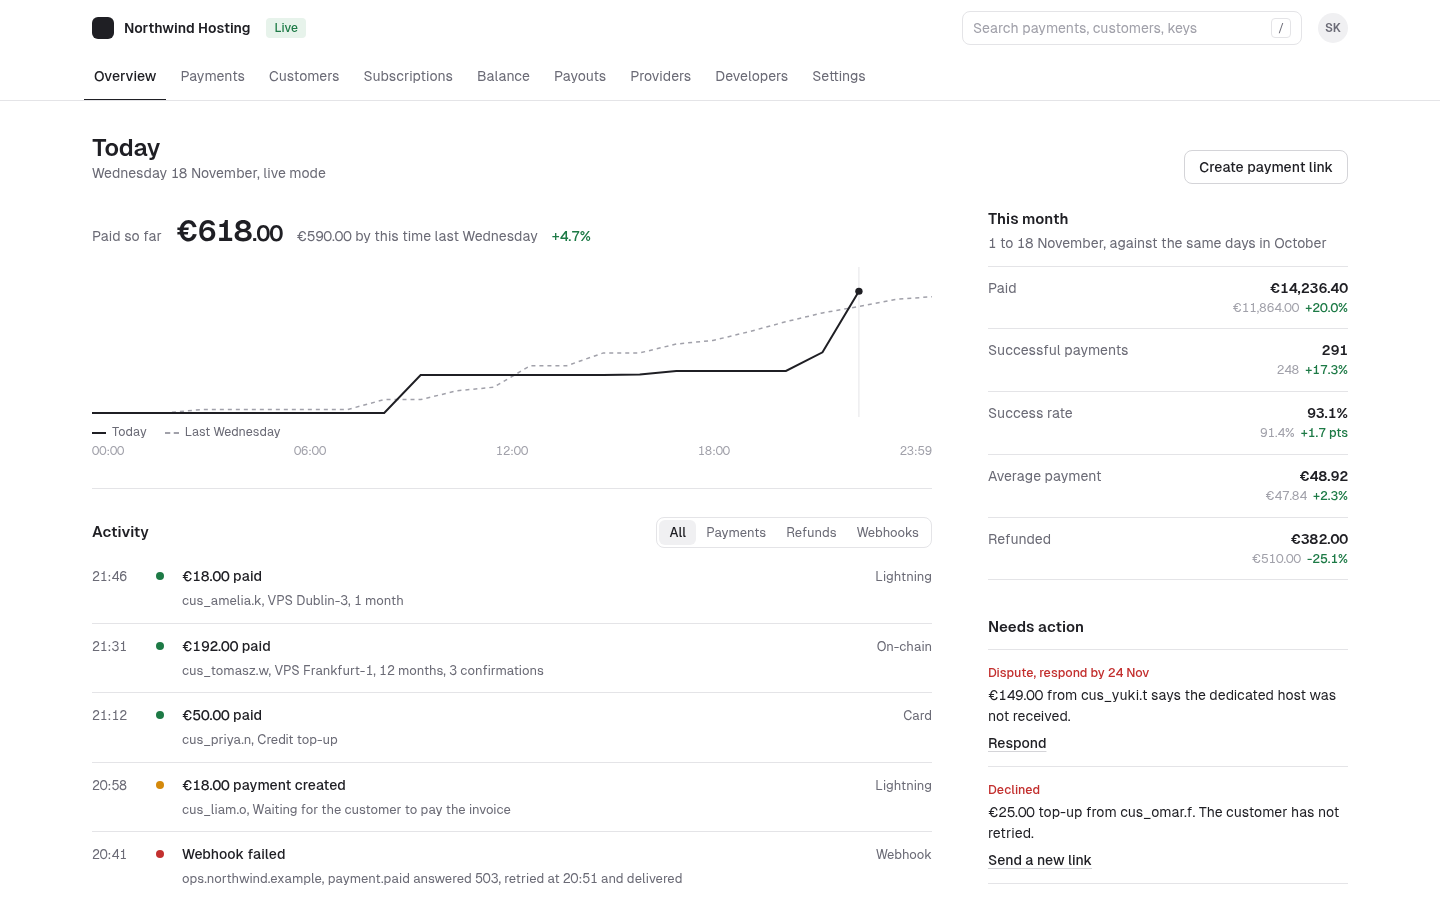 Northwind Hosting
Live
Search payments, customers, keys
/
SK
Overview
Payments
Customers
Subscriptions
Balance
Payouts
Providers
Developers
Settings
Today
Wednesday 18 November, live mode
Create payment link
Paid so far €618.00 €590.00 by this time last Wednesday +4.7%
Today
Last Wednesday
00:00
06:00
12:00
18:00
23:59
Activity
All
Payments
Refunds
Webhooks
21:46 €18.00 paid Lightning
cus_amelia.k, VPS Dublin-3, 1 month
21:31 €192.00 paid On-chain
cus_tomasz.w, VPS Frankfurt-1, 12 months, 3 confirmations
21:12 €50.00 paid Card
cus_priya.n, Credit top-up
20:58 €18.00 payment created Lightning
cus_liam.o, Waiting for the customer to pay the invoice
20:41 Webhook failed Webhook
ops.northwind.example, payment.paid answered 503, retried at 20:51 and delivered
This month
1 to 18 November, against the same days in October
Paid €14,236.40
€11,864.00 +20.0%
Successful payments 291
248 +17.3%
Success rate 93.1%
91.4% +1.7 pts
Average payment €48.92
€47.84 +2.3%
Refunded €382.00
€510.00 -25.1%
Needs action
Dispute, respond by 24 Nov
€149.00 from cus_yuki.t says the dedicated host was
not received.
Respond
Declined
€25.00 top-up from cus_omar.f. The customer has not
retried.
Send a new link